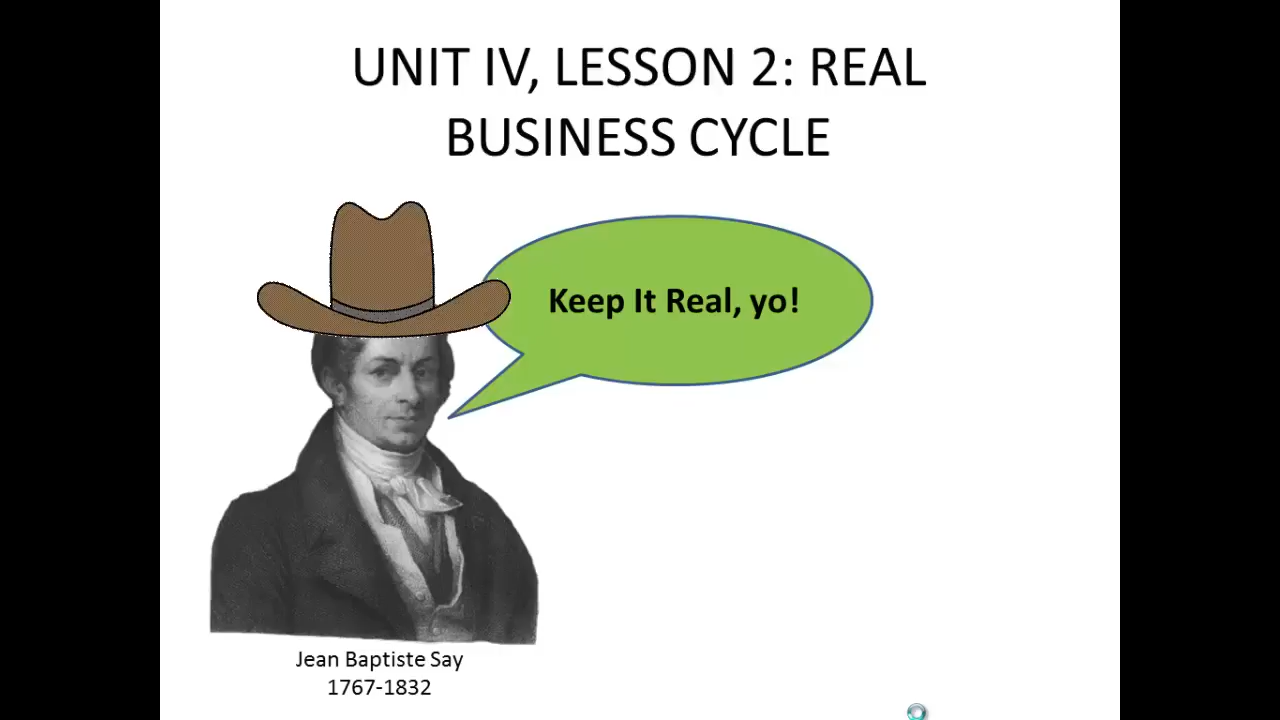 UNIT IV, LESSON 2: REAL
BUSINESS CYCLE
Keep It Real, yo!
Jean Baptiste Say
1767-1832